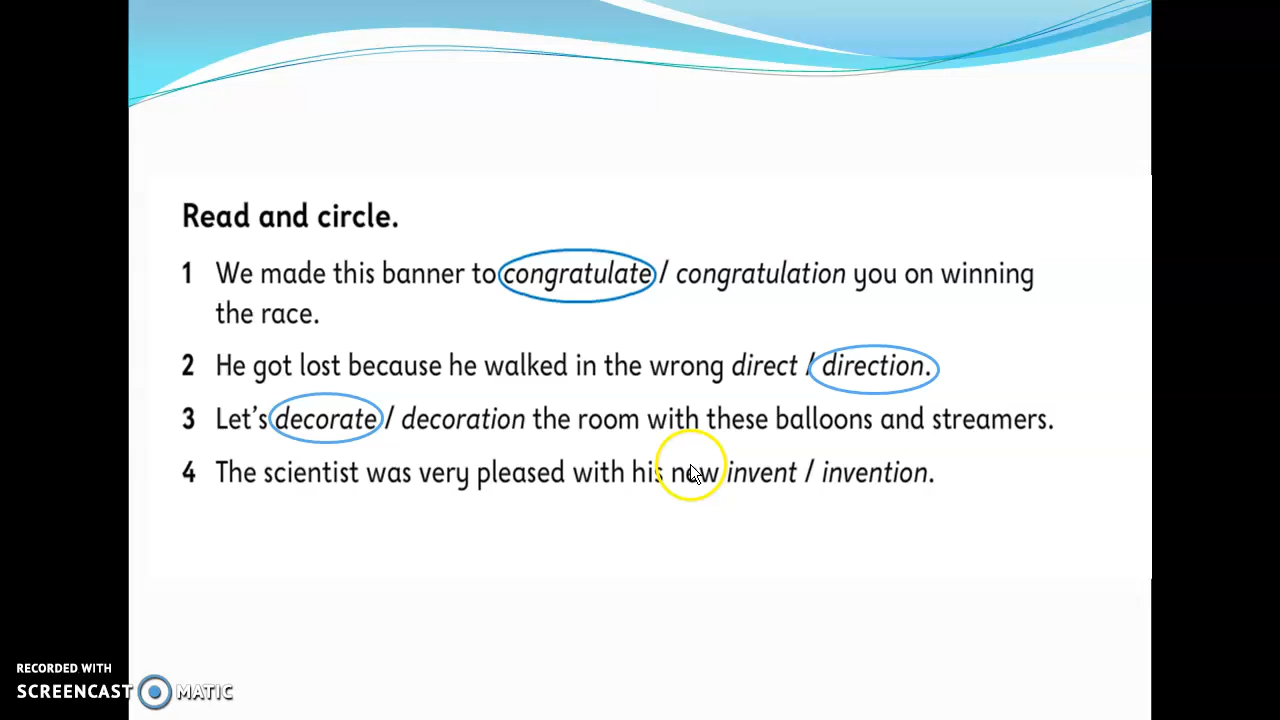 Read and circle.
1 We made this banner to congratulate / congratulation you on winning
the race.
2 He got lost because he walked in the wrong direct / direction.
3 Let's decorate / decoration the room with these balloons and streamers.
4 The scientist was very pleased with his new invent / invention.
RECORDED WITH
SCREENCAST MATIC